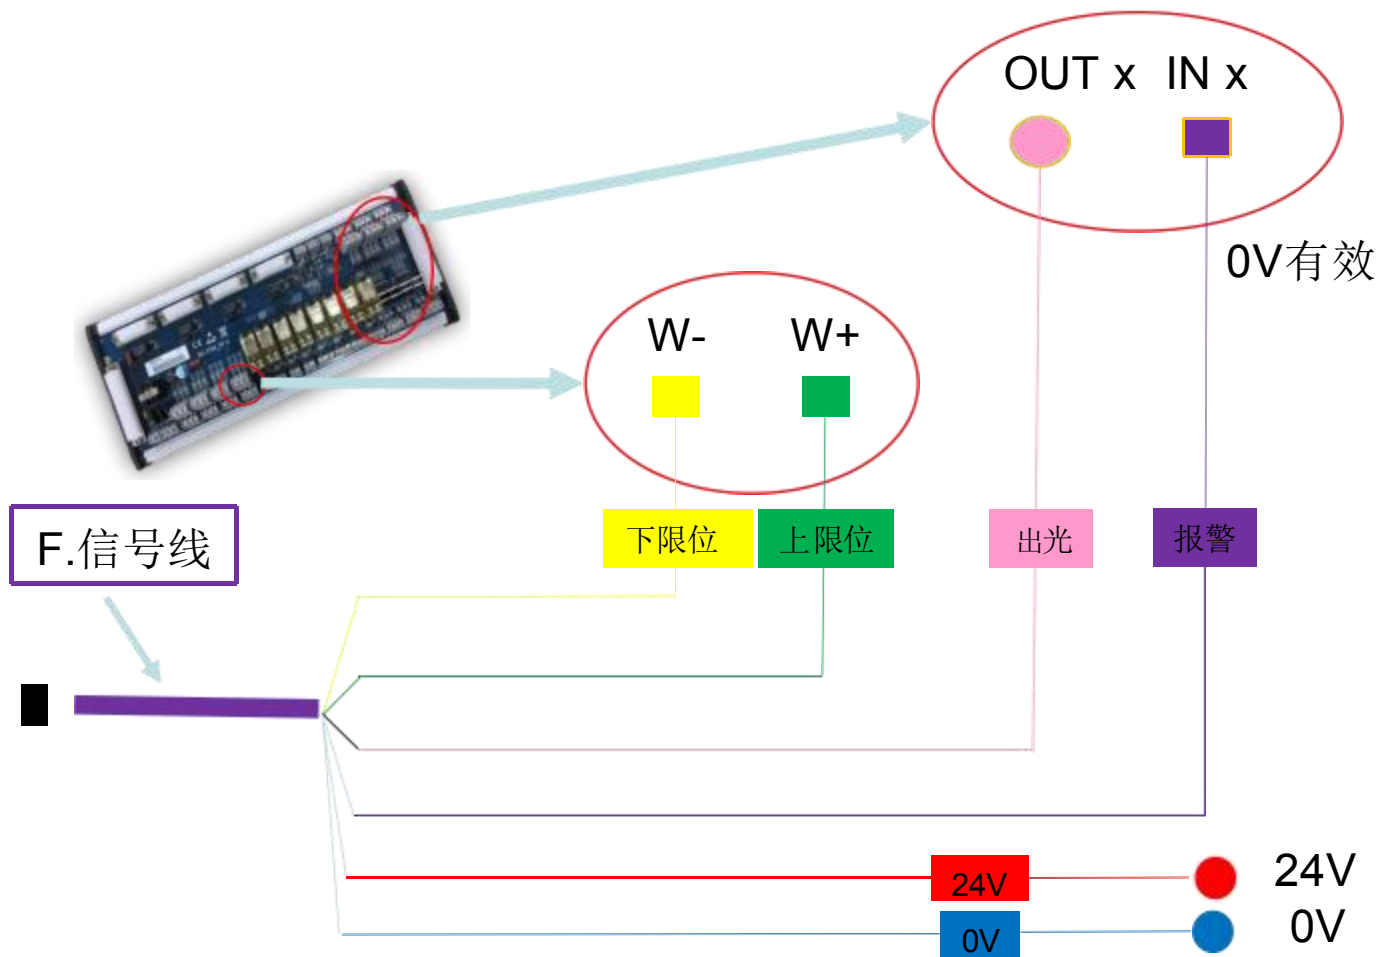 OUT x IN x
0V有效
W- W+
F.信号线
下限位 上限位 出光 报警
24V 24V
0V 0V